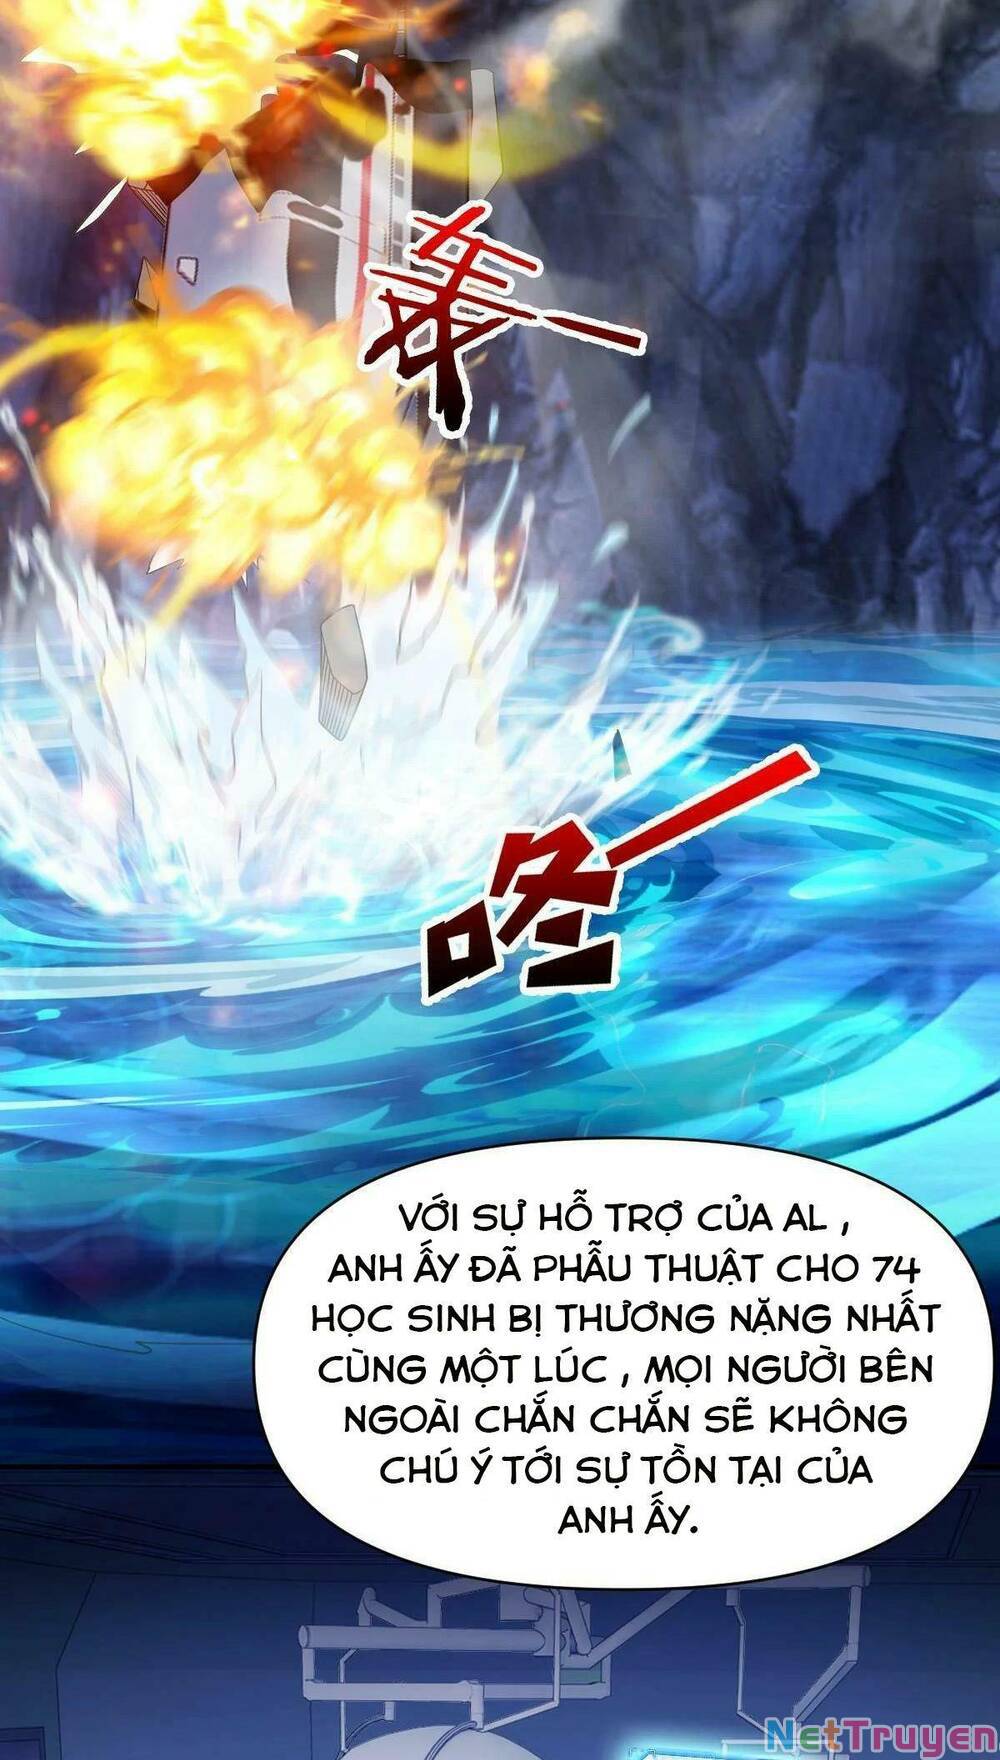 轰
咚
VỚI SỰ HỖ TRỢ CỦA AL ,
ANH ẤY ĐÃ PHẪU THUẬT CHO 74
HỌC SINH BỊ THƯƠNG NẶNG NHẤT
CÙNG MỘT LÚC , MỌI NGƯỜI BÊN
NGOÀI CHẮN CHẮN SẼ KHÔNG
CHÚ Ý TỚI SỰ TỒN TẠI CỦA
ANH ẤY.
NetTruyen